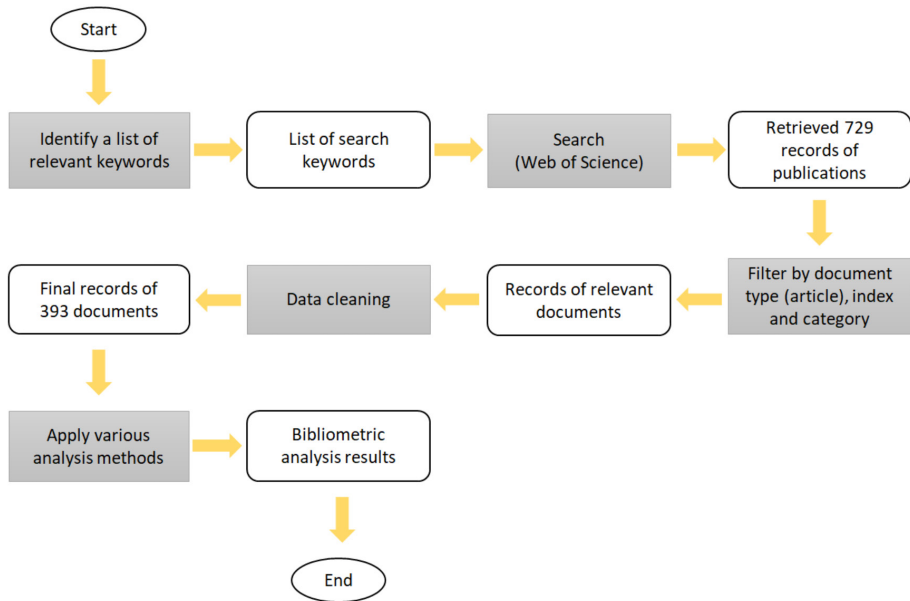 Start
Identify a list of
relevant keywords
List of search
keywords
Search
(Web of Science)
Retrieved 729
records of
publications
Filter by document
type (article), index
and category
Records of relevant
documents
Data cleaning
Final records of
393 documents
Apply various
analysis methods
Bibliometric
analysis results
End